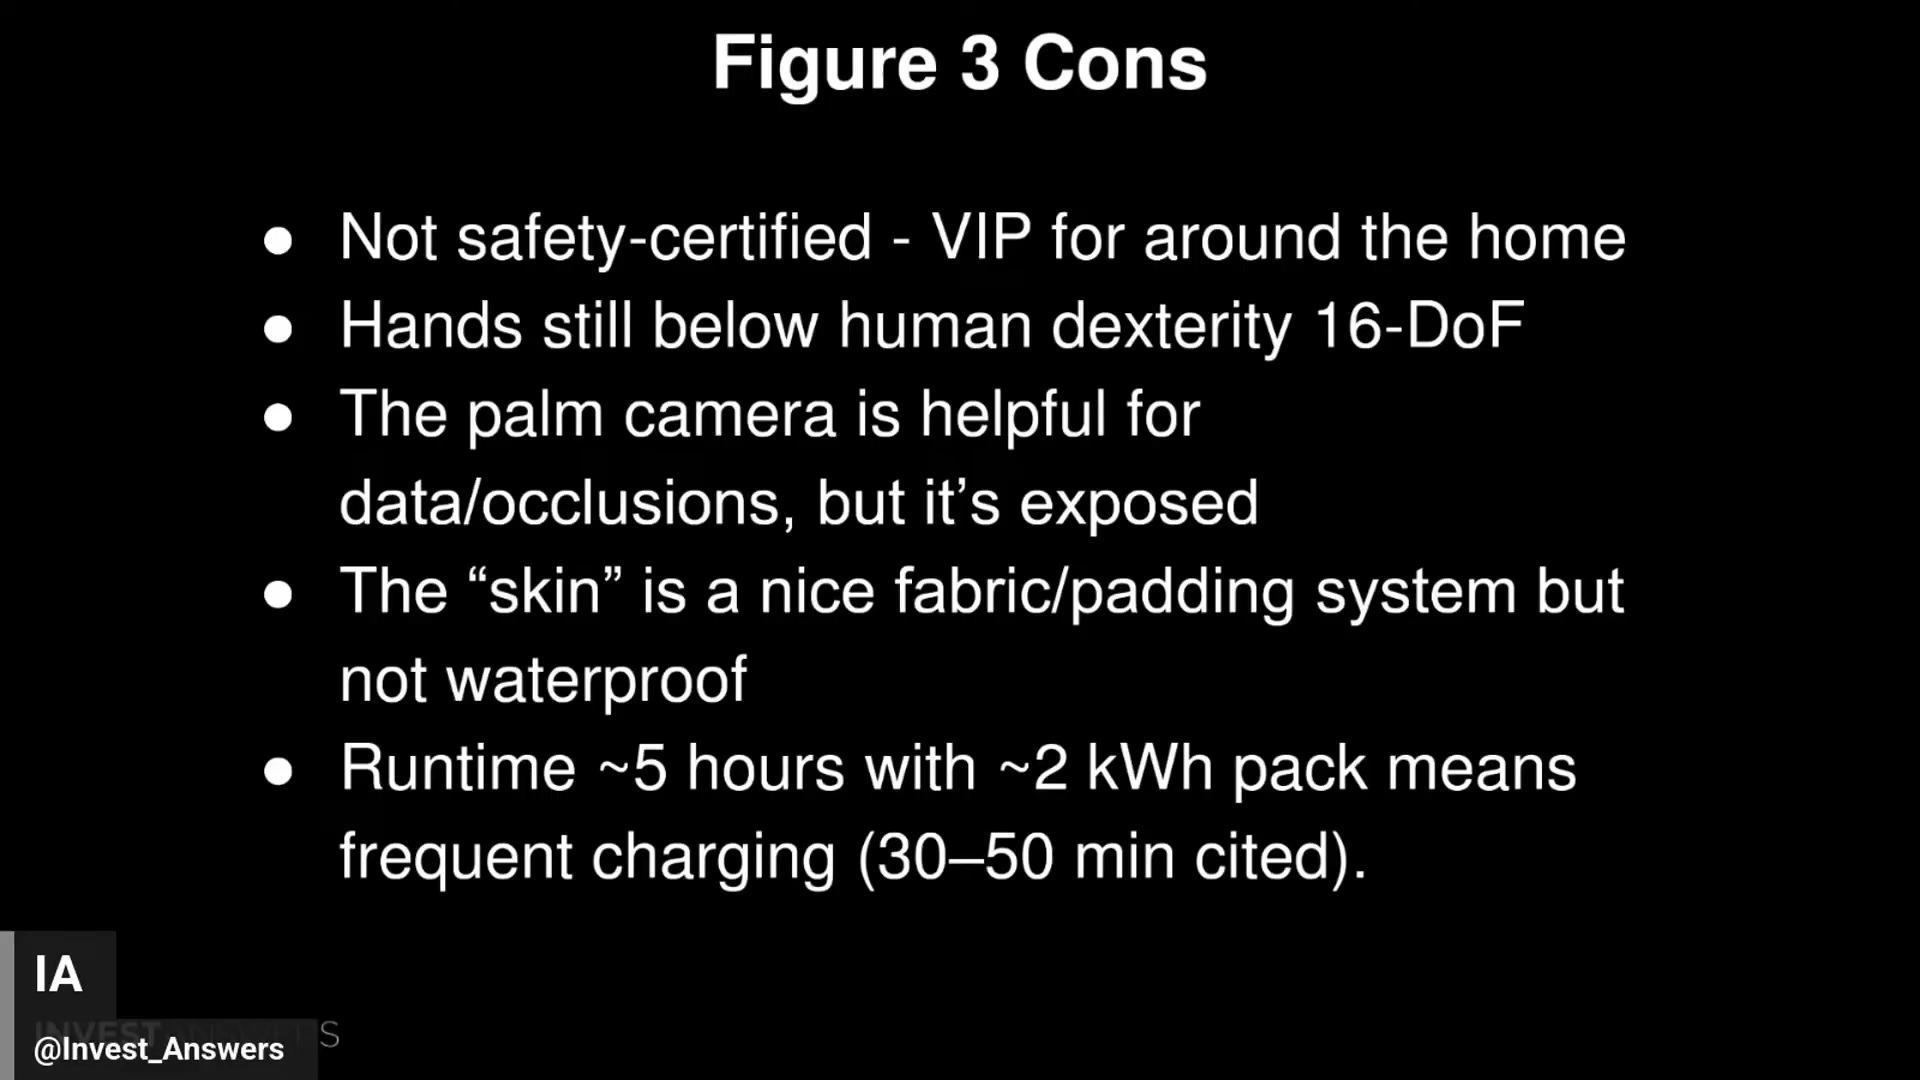 Figure 3 Cons
● Not safety-certified - VIP for around the home
● Hands still below human dexterity 16-DoF
● The palm camera is helpful for
data/occlusions, but it’s exposed
● The “skin” is a nice fabric/padding system but
not waterproof
● Runtime ~5 hours with ~2 kWh pack means
frequent charging (30–50 min cited).
IA
INVESTANSWERS
@Invest_Answers